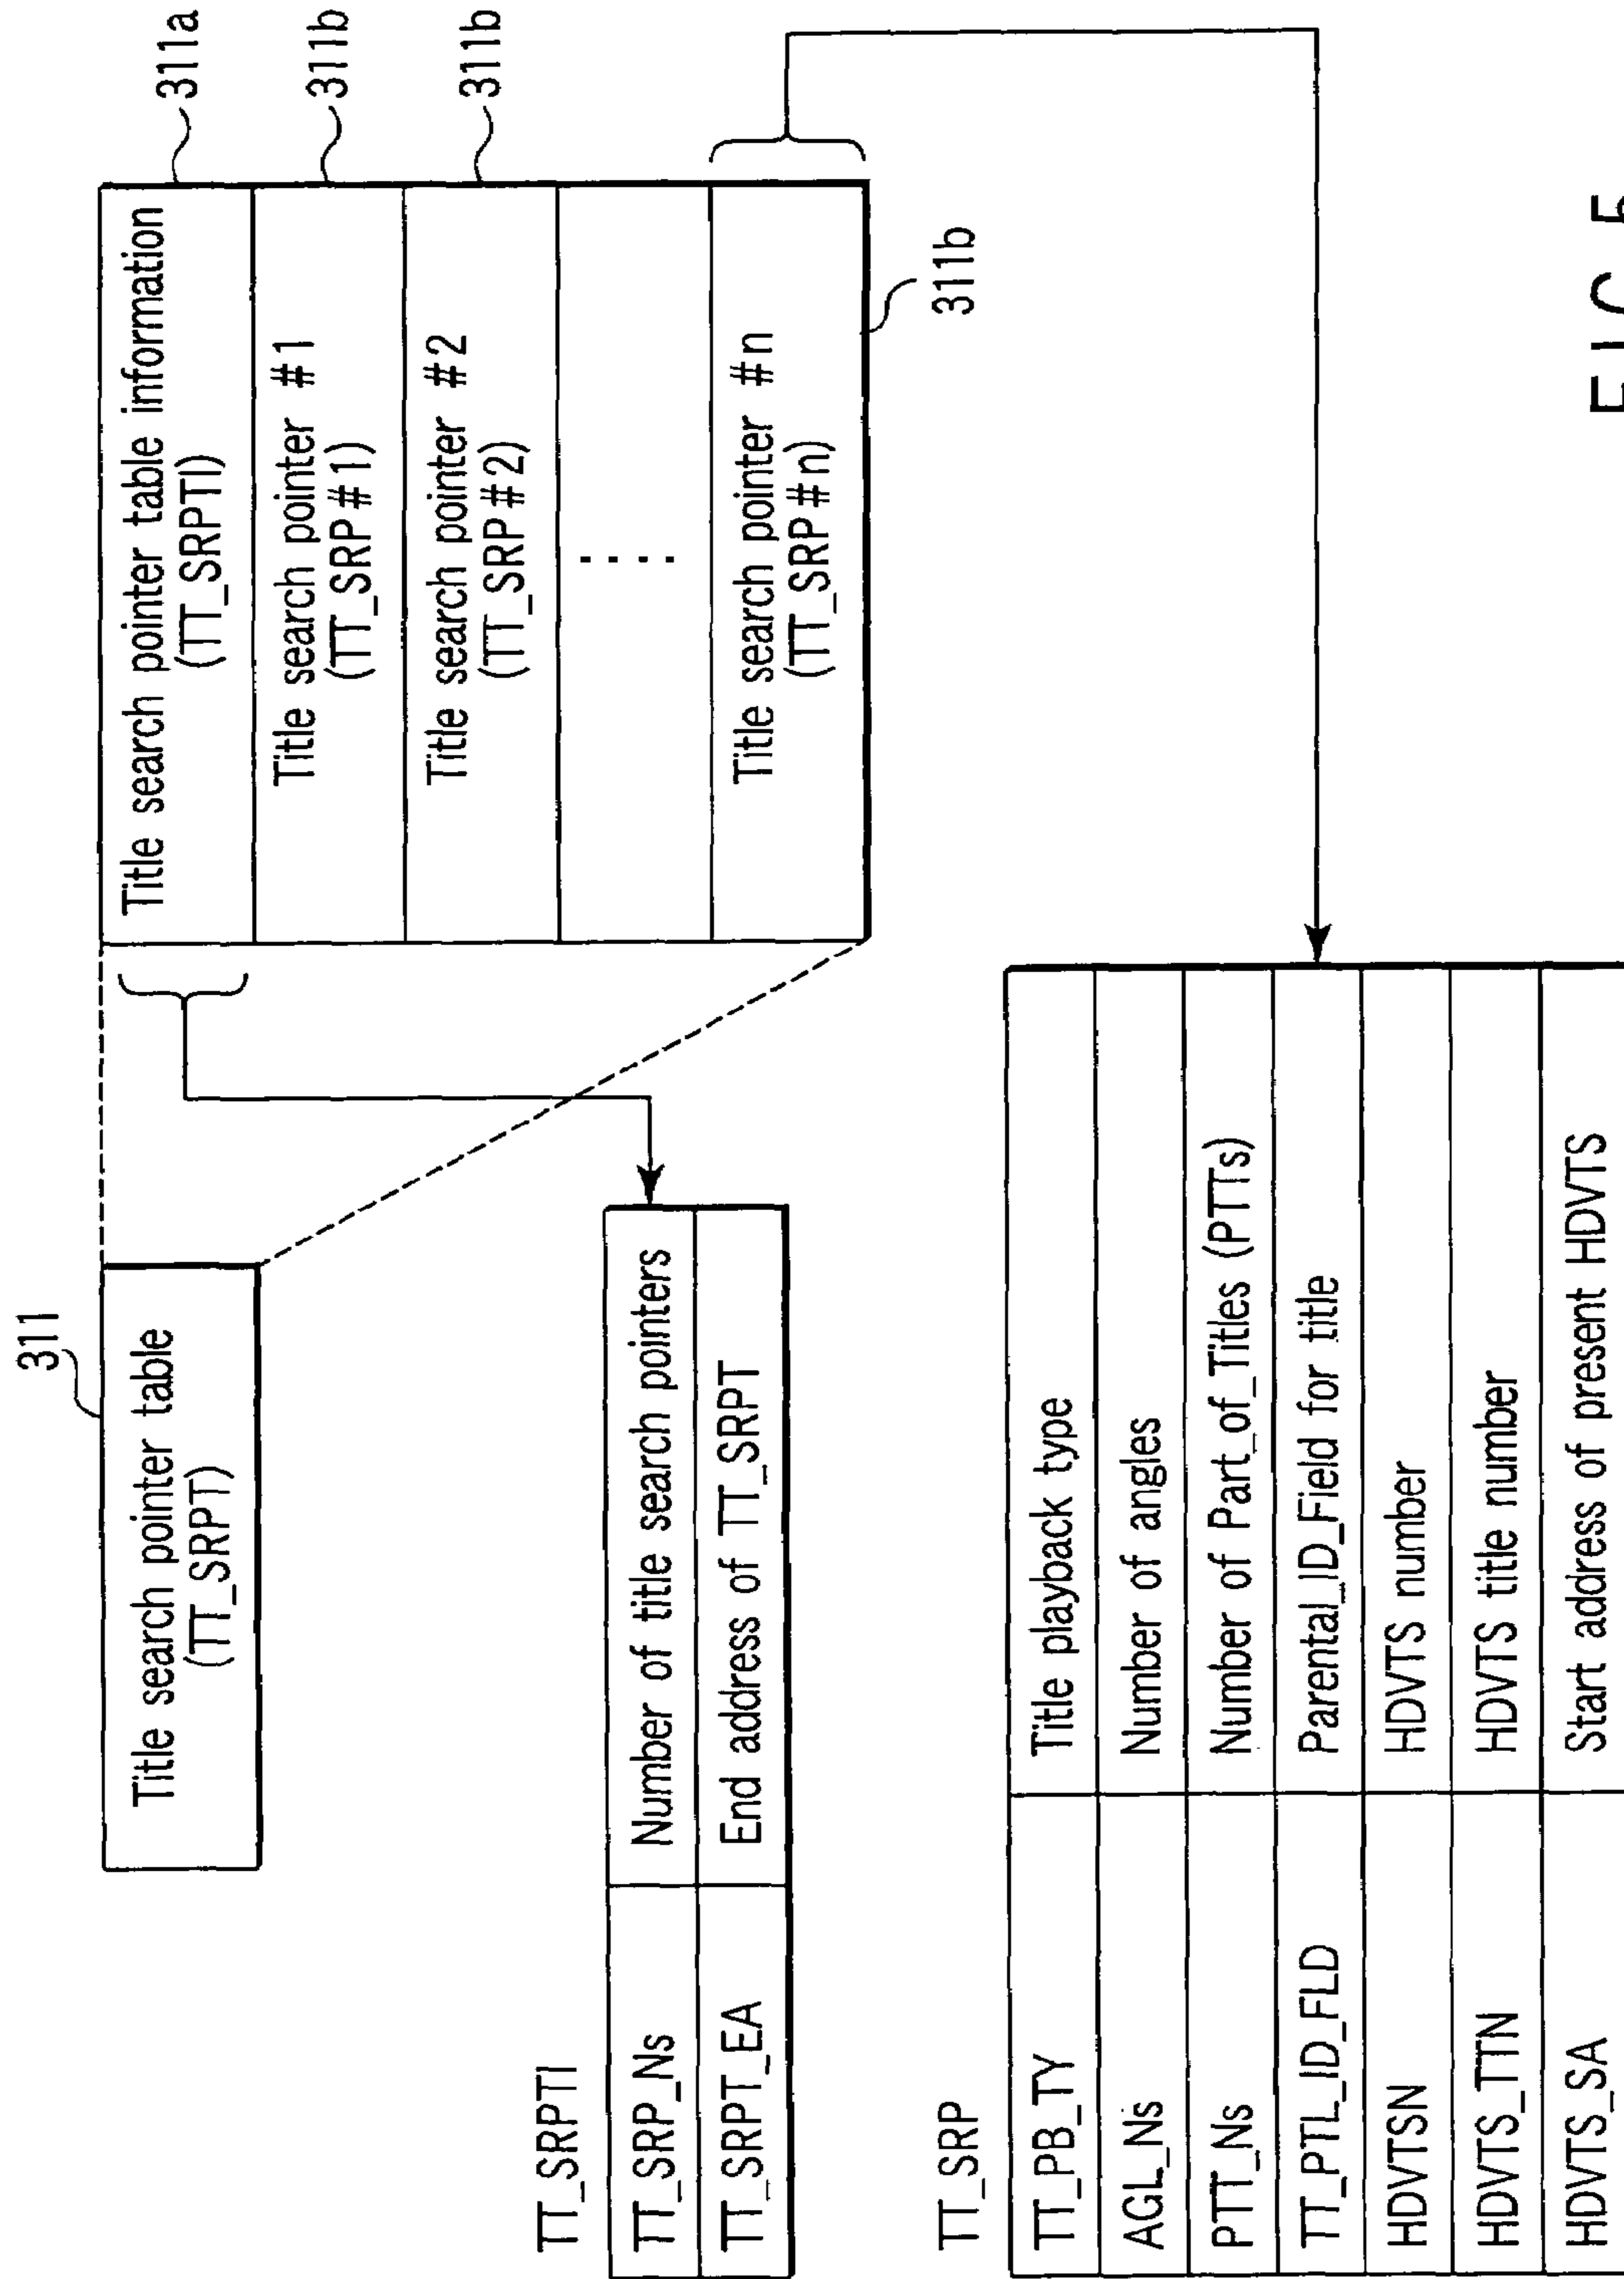 311
Title search pointer table
(TT_SRPT)
Title search pointer table information
(TT_SRPTI)
311a
Title search pointer #1
(TT_SRP#1)
311b
Title search pointer #2
(TT_SRP#2)
311b
....
Title search pointer #n
(TT_SRP#n)
311b
TT_SRPTI
TT_SRP_Ns Number of title search pointers
TT_SRPT_EA End address of TT_SRPT
TT_SRP
TT_PB_TY Title playback type
AGL_Ns Number of angles
PTT_Ns Number of Part_of_Titles (PTTs)
TT_PTL_ID_FLD Parental_ID_Field for title
HDVTSN HDVTS number
HDVTS_TTN HDVTS title number
HDVTS_SA Start address of present HDVTS
FIG. 5